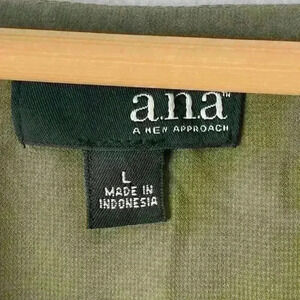 a.n.a™
A NEW APPROACH
L
MADE IN
INDONESIA